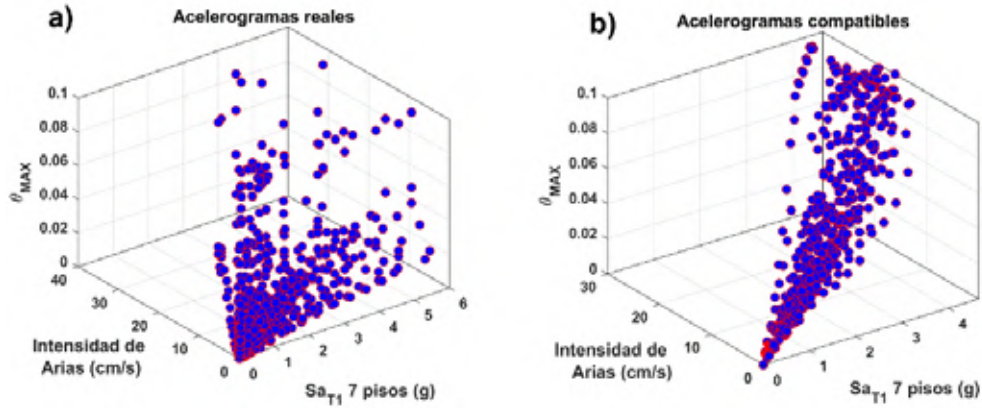 a)
Acelerogramas reales
0.1
0.08
0.06
0.04
0.02
0
θMAX
40
30
20
10
0
Intensidad de
Arias (cm/s)
0
1
2
3
4
5
6
SaT1 7 pisos (g)
b)
Acelerogramas compatibles
0.1
0.08
0.06
0.04
0.02
0
θMAX
30
20
10
0
Intensidad de
Arias (cm/s)
0
1
2
3
4
SaT1 7 pisos (g)